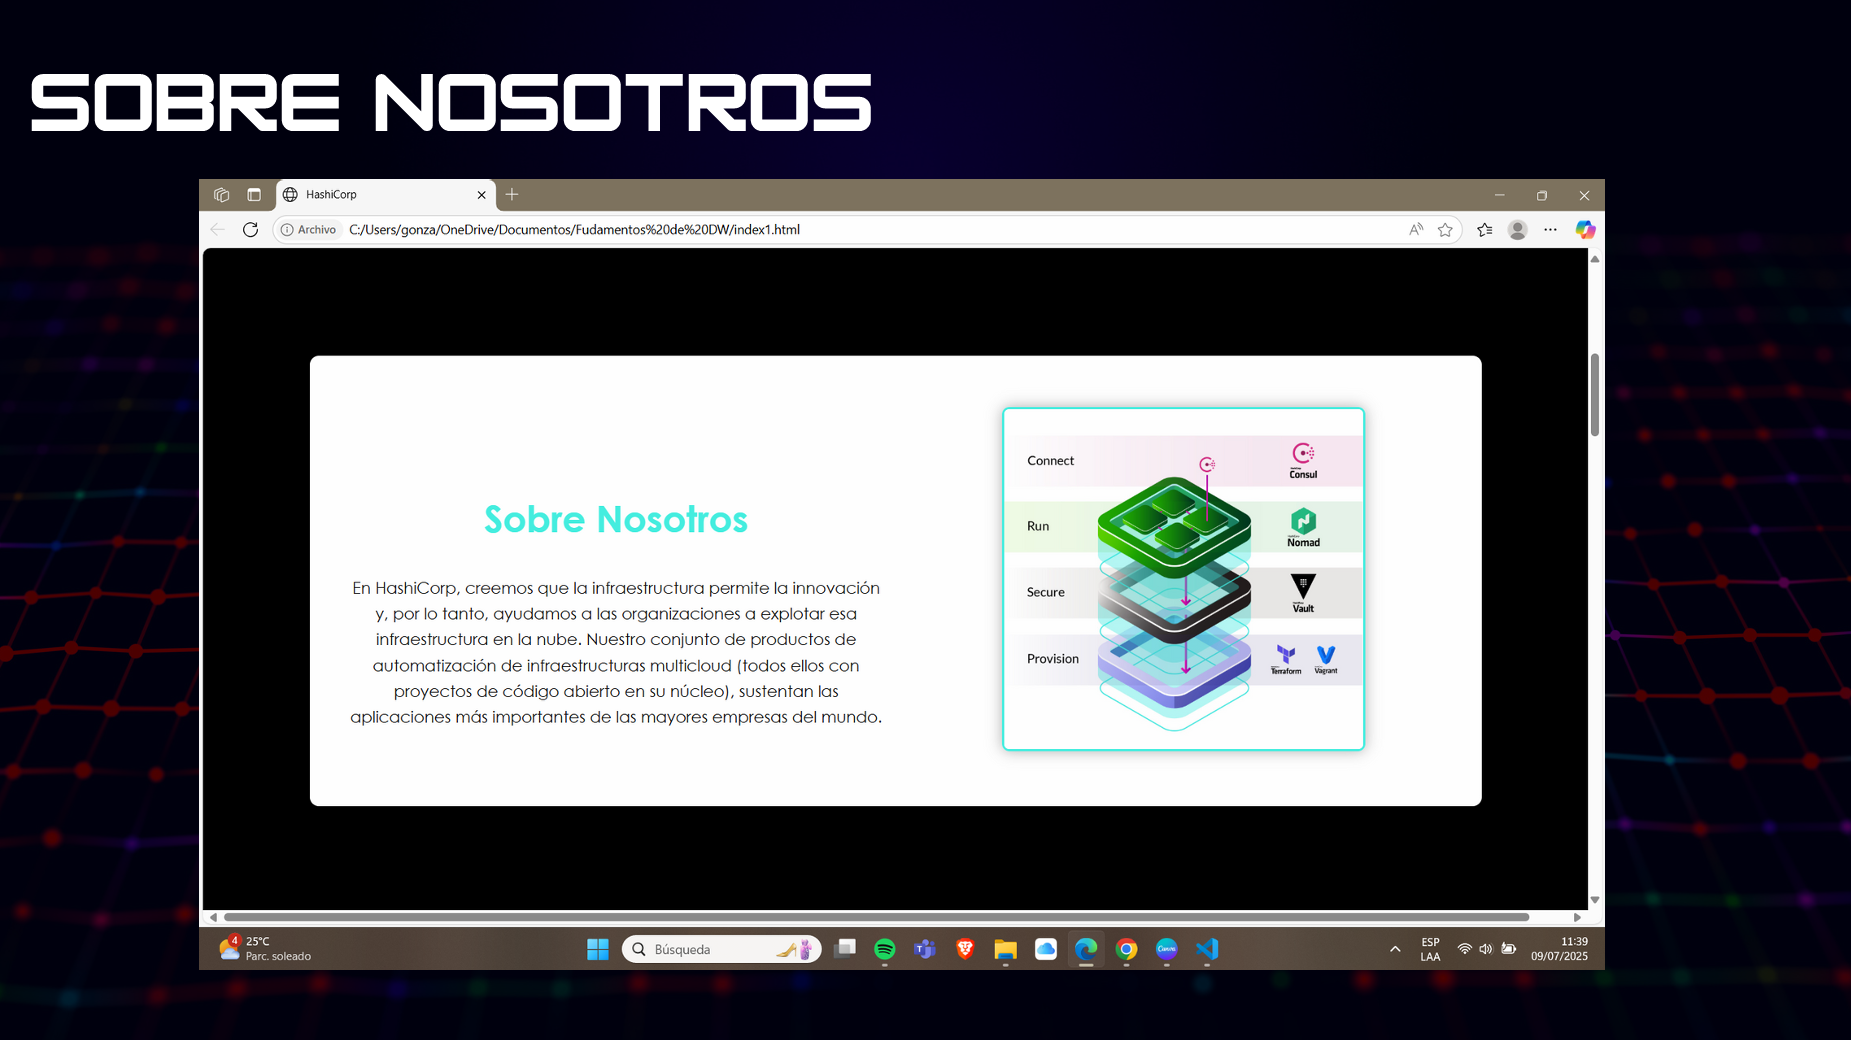 SOBRE NOSOTROS
HashiCorp
Archivo C:/Users/gonza/OneDrive/Documentos/Fudamentos%20de%20DW/index1.html
Sobre Nosotros
En HashiCorp, creemos que la infraestructura permite la innovación
y, por lo tanto, ayudamos a las organizaciones a explotar esa
infraestructura en la nube. Nuestro conjunto de productos de
automatización de infraestructuras multicloud (todos ellos con
proyectos de código abierto en su núcleo), sustentan las
aplicaciones más importantes de las mayores empresas del mundo.
Connect
Consul
Run
Nomad
Secure
Vault
Provision
Terraform Vagrant
4
25°C
Parc. soleado
Búsqueda
Canva
ESP
LAA
11:39
09/07/2025